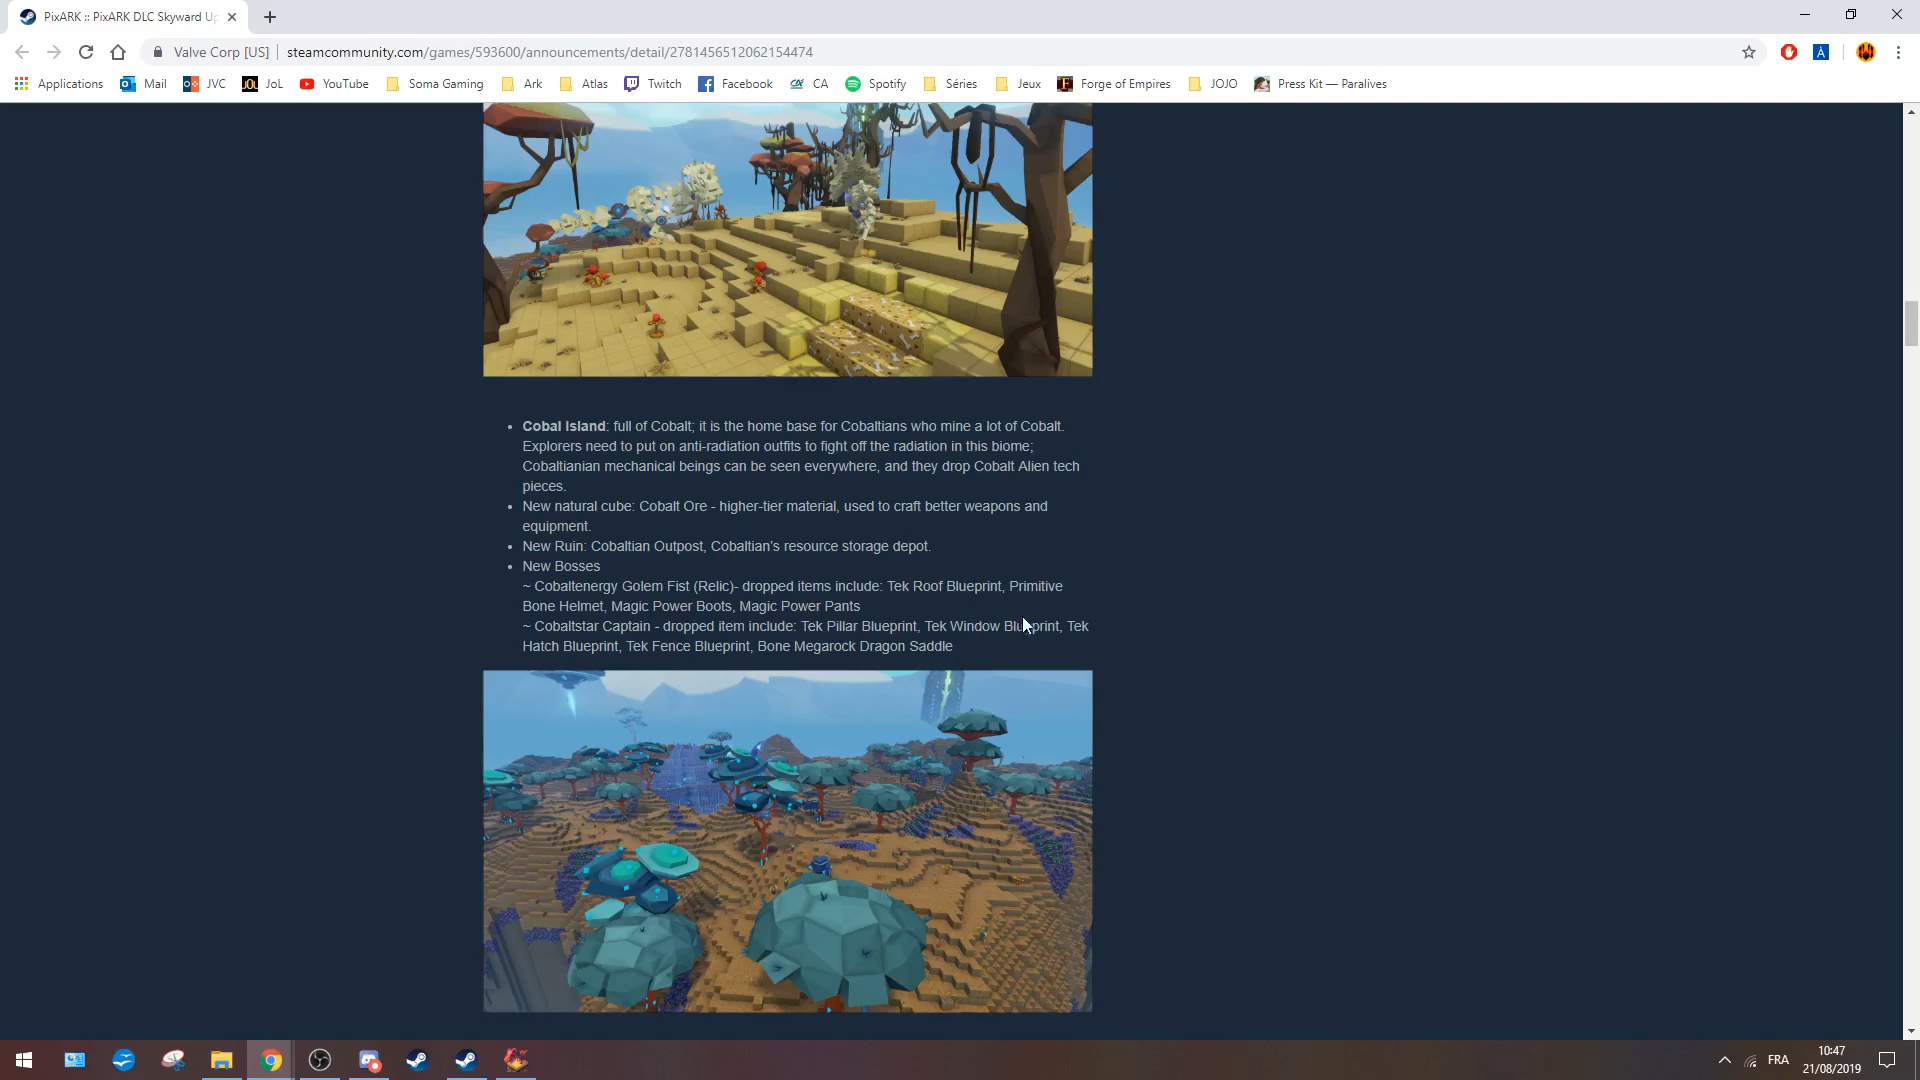 PixARK :: PixARK DLC Skyward Up
Valve Corp [US] steamcommunity.com/games/593600/announcements/detail/2781456512062154474
Applications Mail JVC JoL YouTube Soma Gaming Ark Atlas Twitch Facebook CA Spotify Séries Jeux Forge of Empires JOJO Press Kit — Paralives
Cobal Island: full of Cobalt; it is the home base for Cobaltians who mine a lot of Cobalt.
Explorers need to put on anti-radiation outfits to fight off the radiation in this biome;
Cobaltianian mechanical beings can be seen everywhere, and they drop Cobalt Alien tech
pieces.
New natural cube: Cobalt Ore - higher-tier material, used to craft better weapons and
equipment.
New Ruin: Cobaltian Outpost, Cobaltian's resource storage depot.
New Bosses
~ Cobaltenergy Golem Fist (Relic)- dropped items include: Tek Roof Blueprint, Primitive
Bone Helmet, Magic Power Boots, Magic Power Pants
~ Cobaltstar Captain - dropped item include: Tek Pillar Blueprint, Tek Window Blueprint, Tek
Hatch Blueprint, Tek Fence Blueprint, Bone Megarock Dragon Saddle
FRA
10:47
21/08/2019